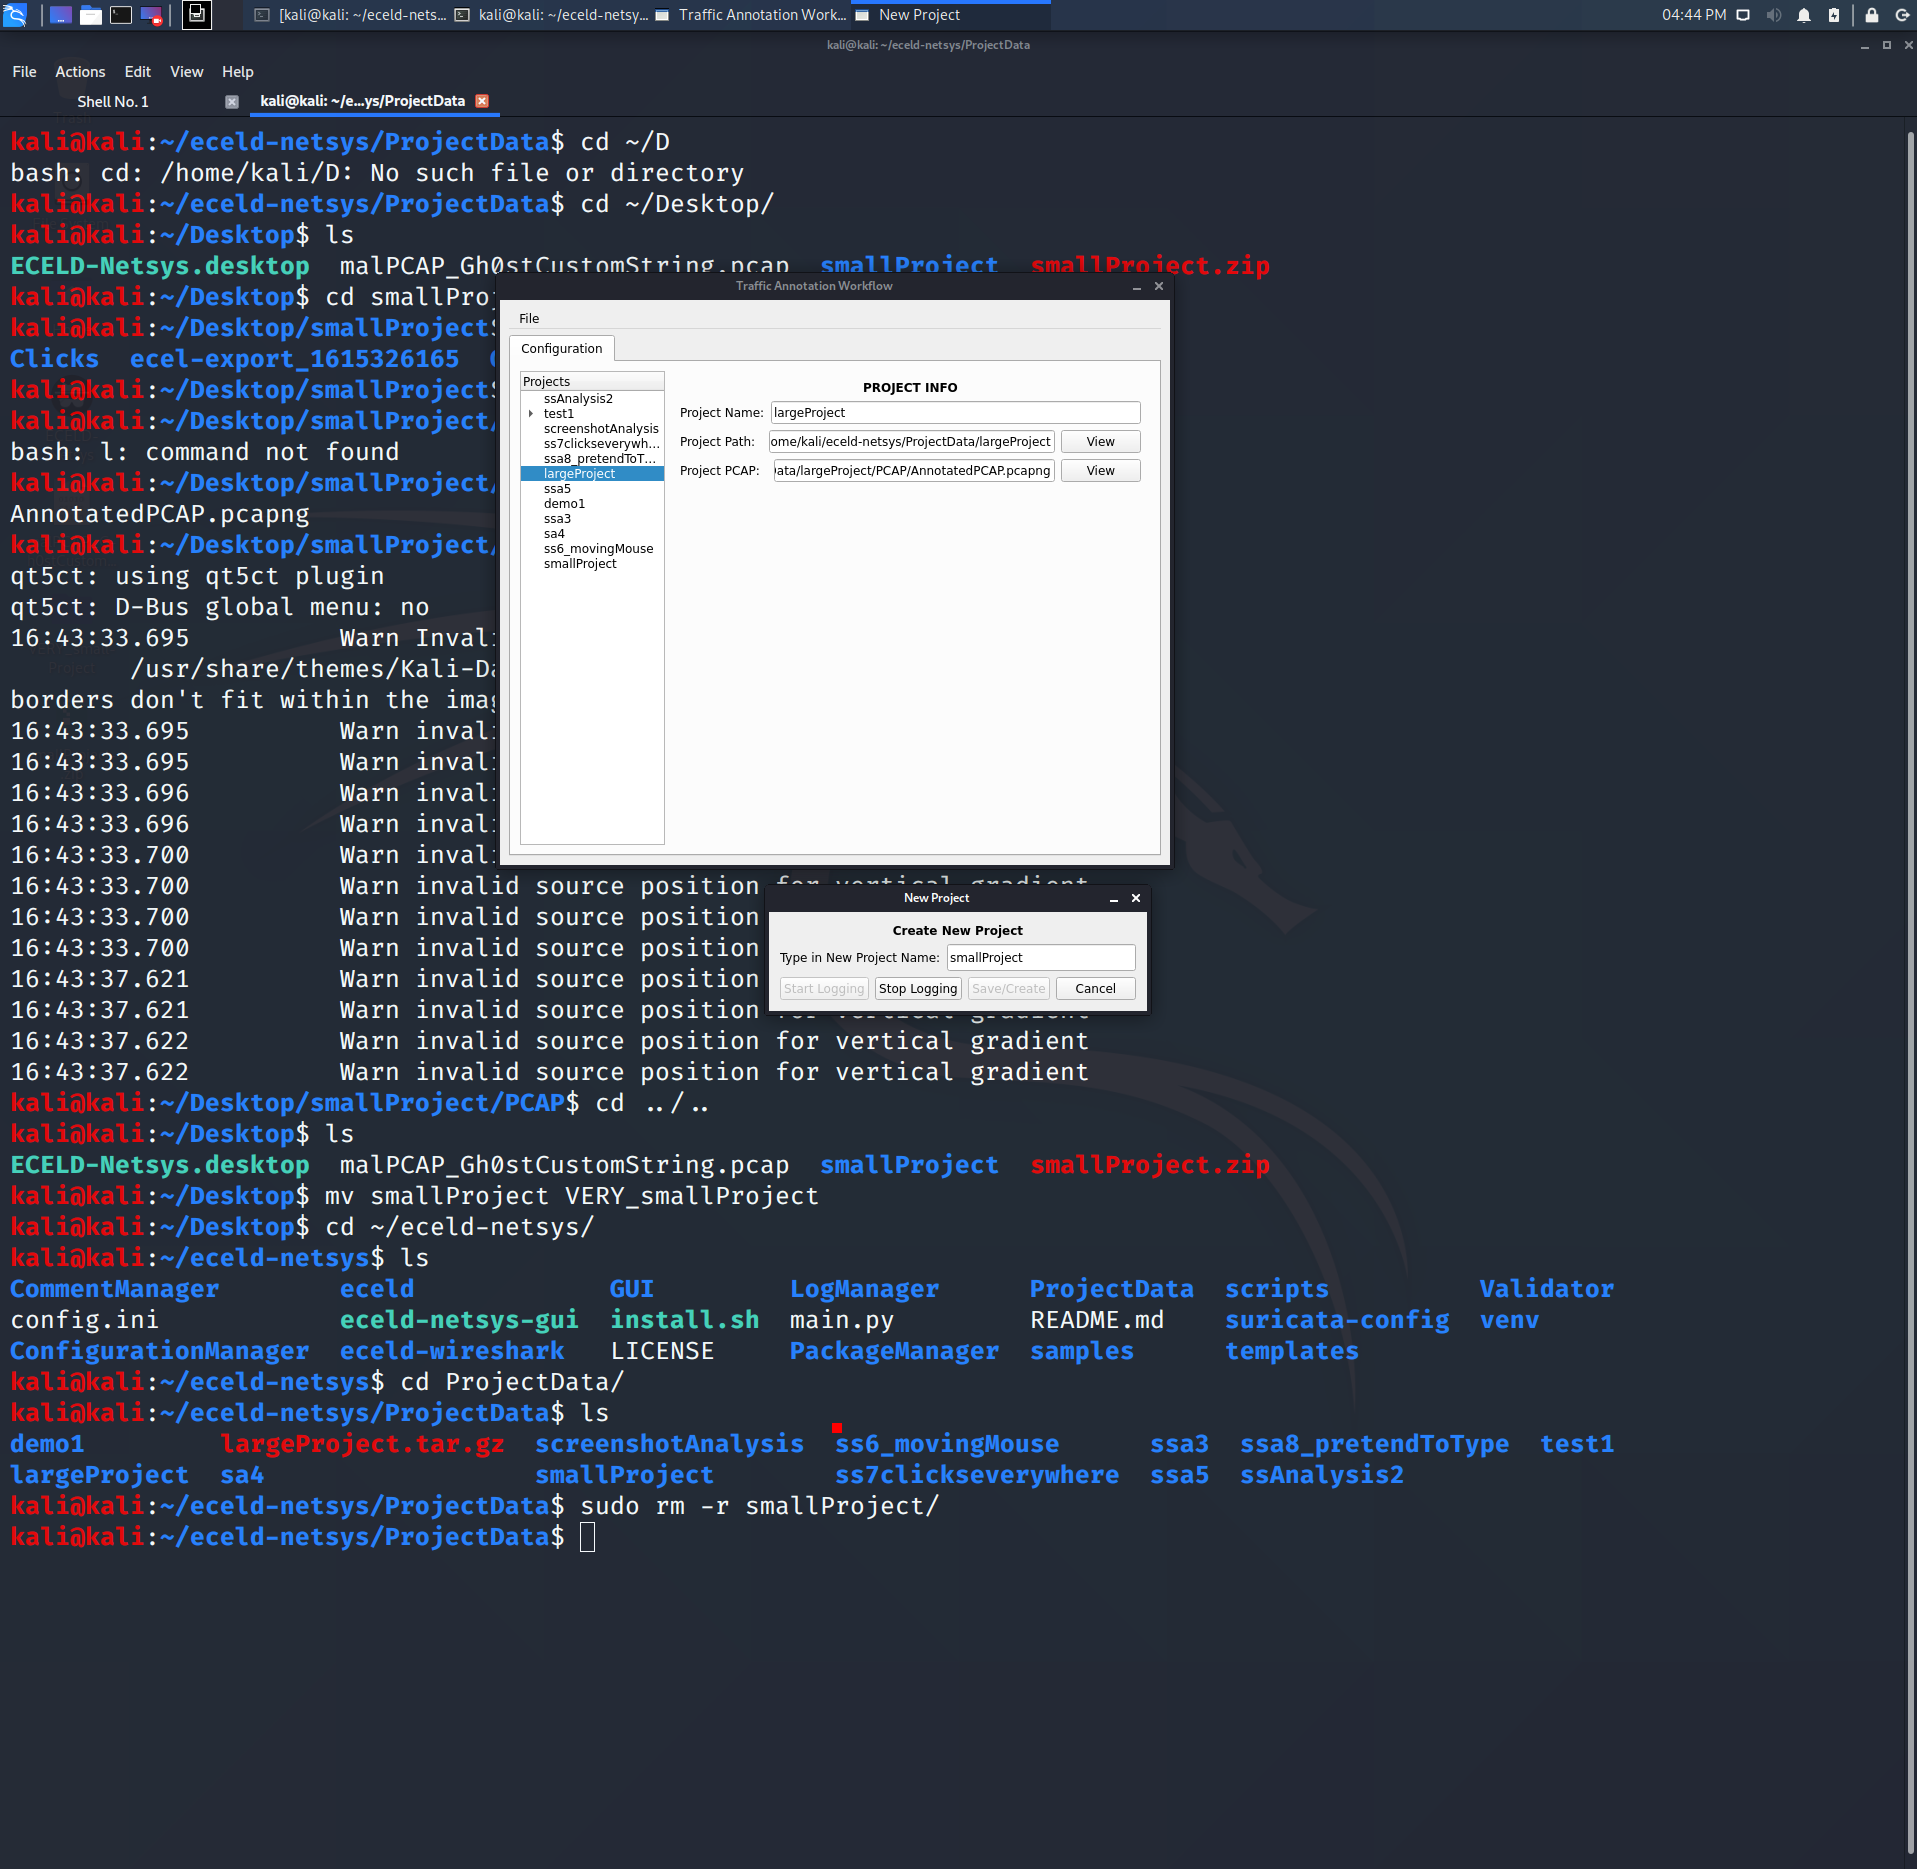 [kali@kali: ~/eceld-nets... kali@kali: ~/eceld-netsy... Traffic Annotation Work... New Project 04:44 PM
kali@kali: ~/eceld-netsys/ProjectData
File Actions Edit View Help
Shell No. 1 kali@kali: ~/e...ys/ProjectData
kali@kali:~/eceld-netsys/ProjectData$ cd ~/D
bash: cd: /home/kali/D: No such file or directory
kali@kali:~/eceld-netsys/ProjectData$ cd ~/Desktop/
kali@kali:~/Desktop$ ls
ECELD-Netsys.desktop malPCAP_Gh0stCustomString.pcap smallProject smallProject.zip
kali@kali:~/Desktop$ cd smallPro
kali@kali:~/Desktop/smallProject$
Clicks ecel-export_1615326165
kali@kali:~/Desktop/smallProject$
kali@kali:~/Desktop/smallProject/
bash: l: command not found
kali@kali:~/Desktop/smallProject/
AnnotatedPCAP.pcapng
kali@kali:~/Desktop/smallProject/
qt5ct: using qt5ct plugin
qt5ct: D-Bus global menu: no
16:43:33.695 Warn Invali
/usr/share/themes/Kali-Da
borders don't fit within the imag
16:43:33.695 Warn invali
16:43:33.695 Warn invali
16:43:33.696 Warn invali
16:43:33.696 Warn invali
16:43:33.700 Warn invali
16:43:33.700 Warn invalid source position for vertical gradient
16:43:33.700 Warn invalid source position
16:43:33.700 Warn invalid source position
16:43:37.621 Warn invalid source position
16:43:37.621 Warn invalid source position for vertical gradient
16:43:37.622 Warn invalid source position for vertical gradient
16:43:37.622 Warn invalid source position for vertical gradient
kali@kali:~/Desktop/smallProject/PCAP$ cd ../..
kali@kali:~/Desktop$ ls
ECELD-Netsys.desktop malPCAP_Gh0stCustomString.pcap smallProject smallProject.zip
kali@kali:~/Desktop$ mv smallProject VERY_smallProject
kali@kali:~/Desktop$ cd ~/eceld-netsys/
kali@kali:~/eceld-netsys$ ls
CommentManager eceld GUI LogManager ProjectData scripts Validator
config.ini eceld-netsys-gui install.sh main.py README.md suricata-config venv
ConfigurationManager eceld-wireshark LICENSE PackageManager samples templates
kali@kali:~/eceld-netsys$ cd ProjectData/
kali@kali:~/eceld-netsys/ProjectData$ ls
demo1 largeProject.tar.gz screenshotAnalysis ss6_movingMouse ssa3 ssa8_pretendToType test1
largeProject sa4 smallProject ss7clickseverywhere ssa5 ssAnalysis2
kali@kali:~/eceld-netsys/ProjectData$ sudo rm -r smallProject/
kali@kali:~/eceld-netsys/ProjectData$
Traffic Annotation Workflow
File
Configuration
Projects
ssAnalysis2
test1
screenshotAnalysis
ss7clickseverywh...
ssa8_pretendToT...
largeProject
ssa5
demo1
ssa3
sa4
ss6_movingMouse
smallProject
PROJECT INFO
Project Name: largeProject
Project Path: ome/kali/eceld-netsys/ProjectData/largeProject View
Project PCAP: ata/largeProject/PCAP/AnnotatedPCAP.pcapng View
New Project
Create New Project
Type in New Project Name: smallProject
Start Logging Stop Logging Save/Create Cancel